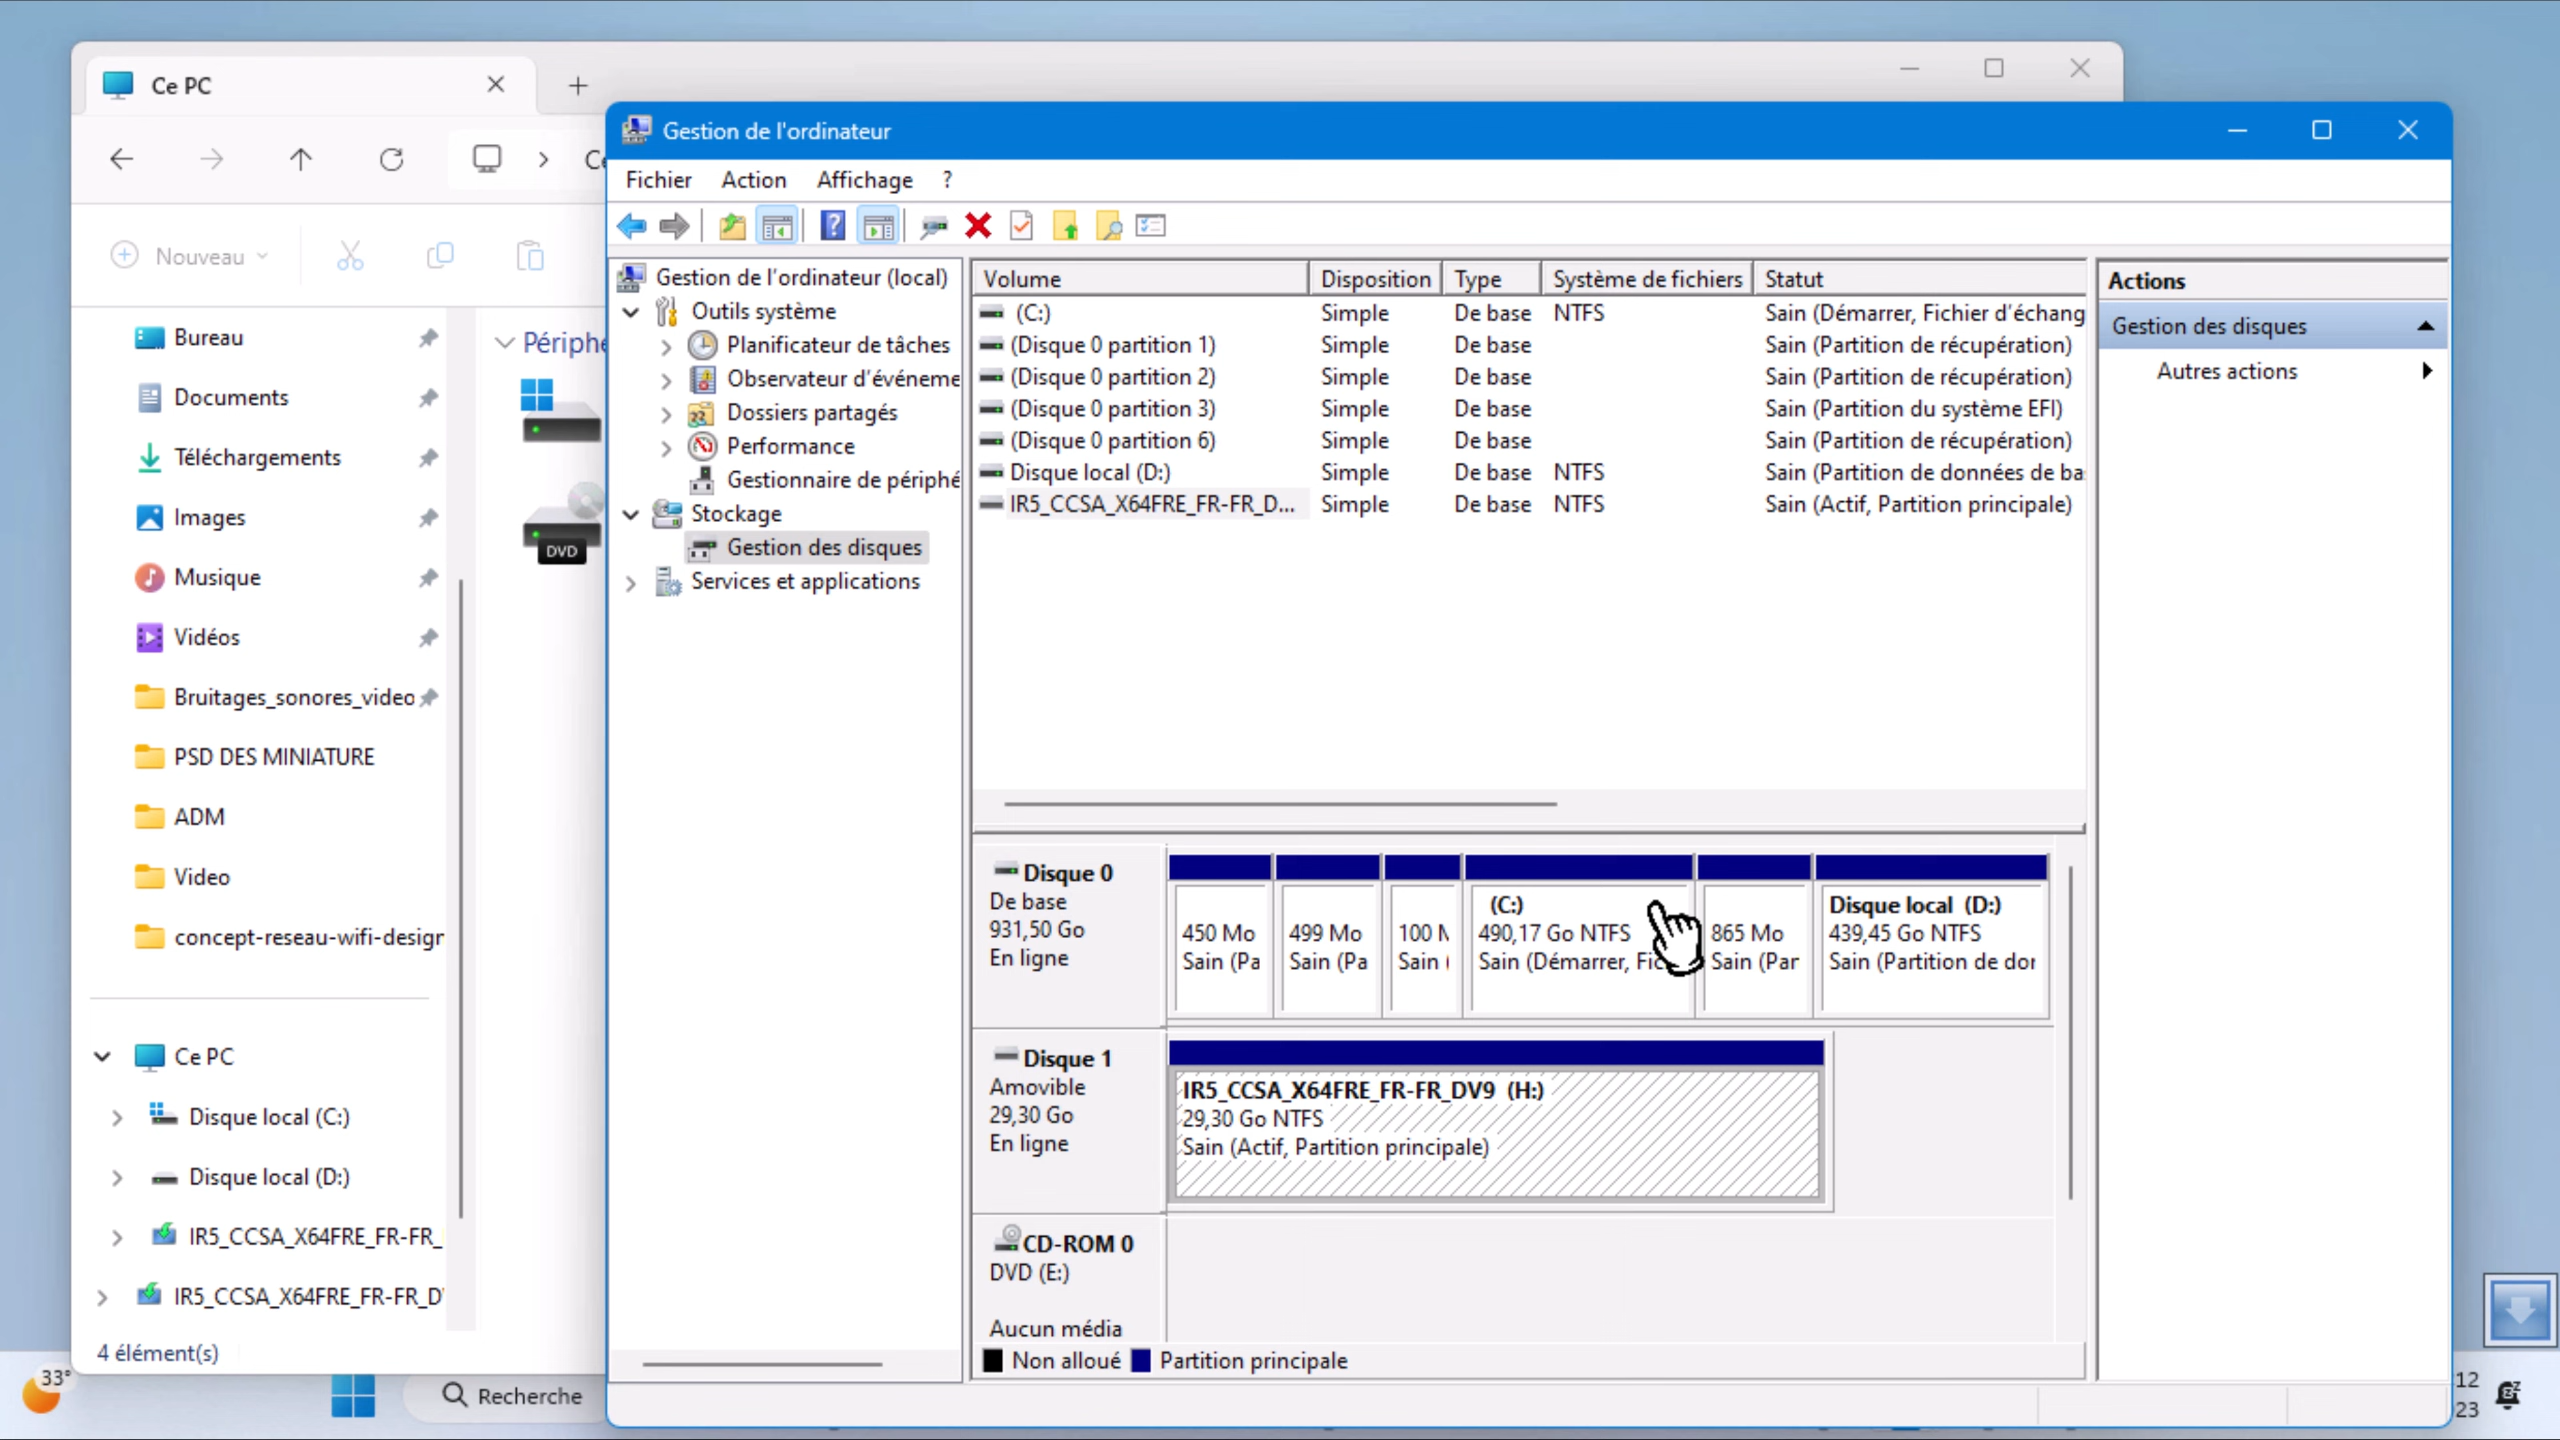 Ce PC
Gestion de l'ordinateur
Fichier Action Affichage ?
Nouveau
Gestion de l'ordinateur (local)
Outils système
Planificateur de tâches
Observateur d'événeme
Dossiers partagés
Performance
Gestionnaire de périphé
Stockage
Gestion des disques
Services et applications
Volume Disposition Type Système de fichiers Statut
(C:) Simple De base NTFS Sain (Démarrer, Fichier d'échang
(Disque 0 partition 1) Simple De base Sain (Partition de récupération)
(Disque 0 partition 2) Simple De base Sain (Partition de récupération)
(Disque 0 partition 3) Simple De base Sain (Partition du système EFI)
(Disque 0 partition 6) Simple De base Sain (Partition de récupération)
Disque local (D:) Simple De base NTFS Sain (Partition de données de ba
IR5_CCSA_X64FRE_FR-FR_D... Simple De base NTFS Sain (Actif, Partition principale)
Actions
Gestion des disques
Autres actions
Bureau
Documents
Téléchargements
Images
Musique
Vidéos
Bruitages_sonores_video
PSD DES MINIATURE
ADM
Video
concept-reseau-wifi-design
Ce PC
Disque local (C:)
Disque local (D:)
IR5_CCSA_X64FRE_FR-FR_
IR5_CCSA_X64FRE_FR-FR_D
4 élément(s)
Périphé
DVD
Disque 0
De base
931,50 Go
En ligne
450 Mo
Sain (Pa
499 Mo
Sain (Pa
100 M
Sain (
(C:)
490,17 Go NTFS
Sain (Démarrer, Fic
865 Mo
Sain (Par
Disque local (D:)
439,45 Go NTFS
Sain (Partition de don
Disque 1
Amovible
29,30 Go
En ligne
IR5_CCSA_X64FRE_FR-FR_DV9 (H:)
29,30 Go NTFS
Sain (Actif, Partition principale)
CD-ROM 0
DVD (E:)
Aucun média
Non alloué Partition principale
33°
Recherche
12
23